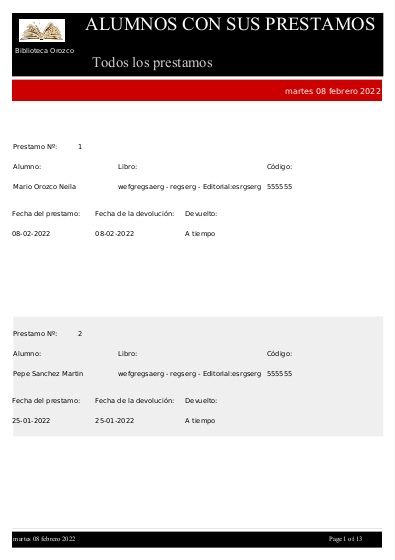 ALUMNOS CON SUS PRESTAMOS
Biblioteca Orozco
Todos los prestamos
martes 08 febrero 2022
Prestamo Nº: 1
Alumno: Libro: Código:
Mario Orozco Neila wefgregsaerg - regserg - Editorial:esrgserg 555555
Fecha del prestamo: Fecha de la devolución: Devuelto:
08-02-2022 08-02-2022 A tiempo
Prestamo Nº: 2
Alumno: Libro: Código:
Pepe Sanchez Martin wefgregsaerg - regserg - Editorial:esrgserg 555555
Fecha del prestamo: Fecha de la devolución: Devuelto:
25-01-2022 25-01-2022 A tiempo
martes 08 febrero 2022 Page 1 of 13